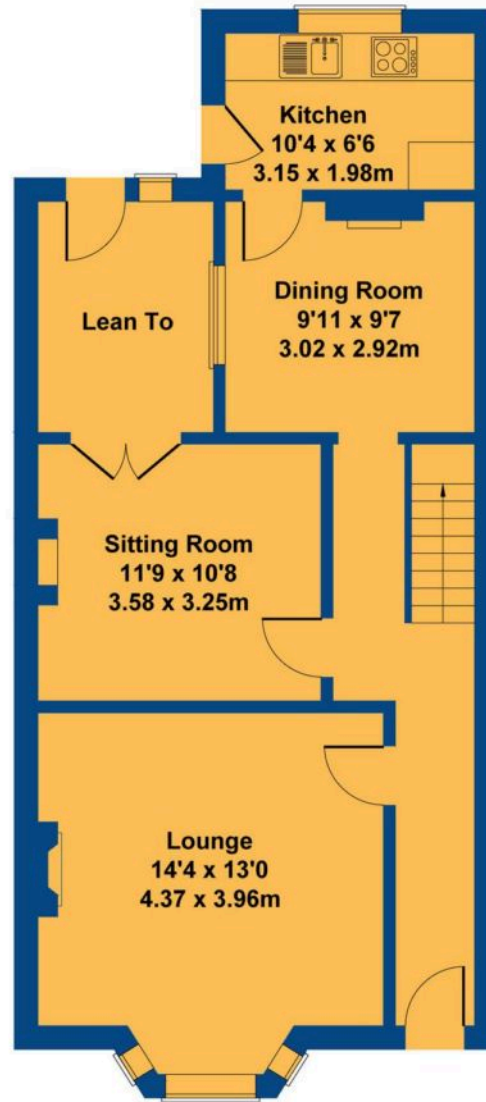 Kitchen
10'4 x 6'6
3.15 x 1.98m
Lean To
Dining Room
9'11 x 9'7
3.02 x 2.92m
Sitting Room
11'9 x 10'8
3.58 x 3.25m
Lounge
14'4 x 13'0
4.37 x 3.96m